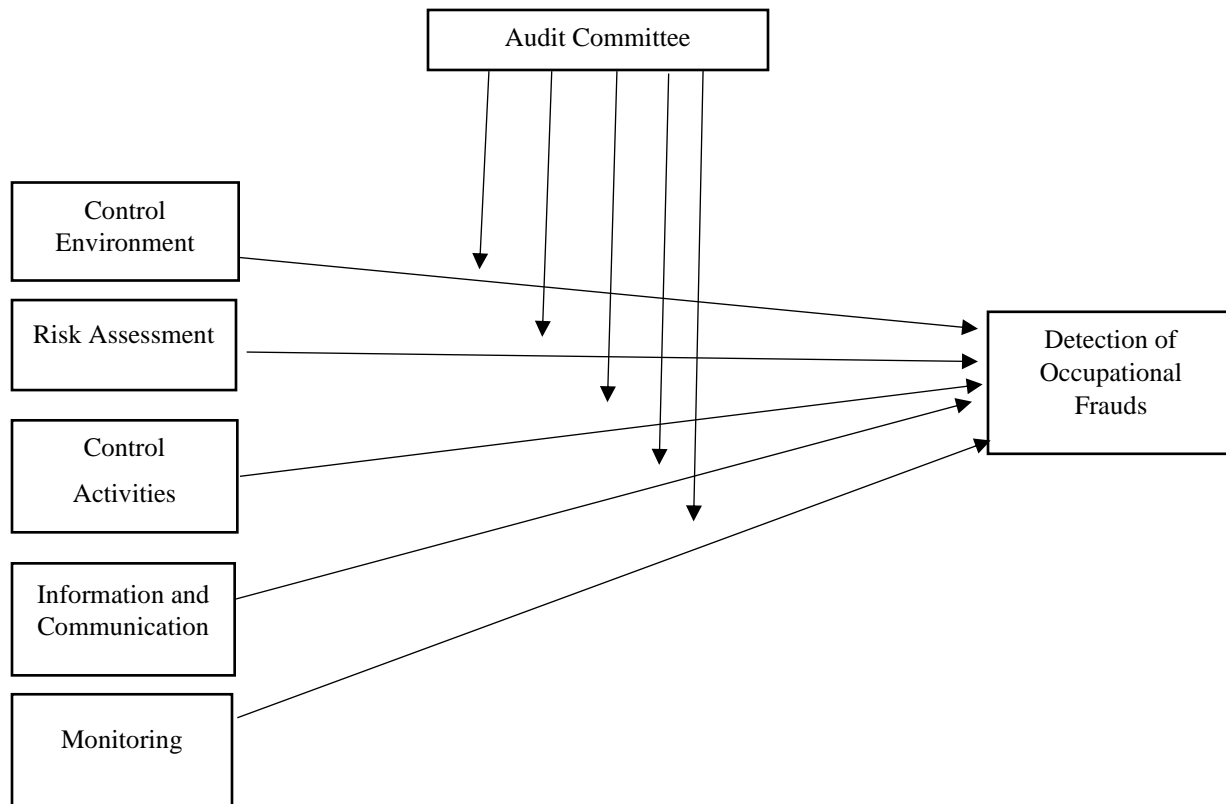 Audit Committee
Control
Environment
Risk Assessment
Control
Activities
Information and
Communication
Monitoring
Detection of
Occupational
Frauds